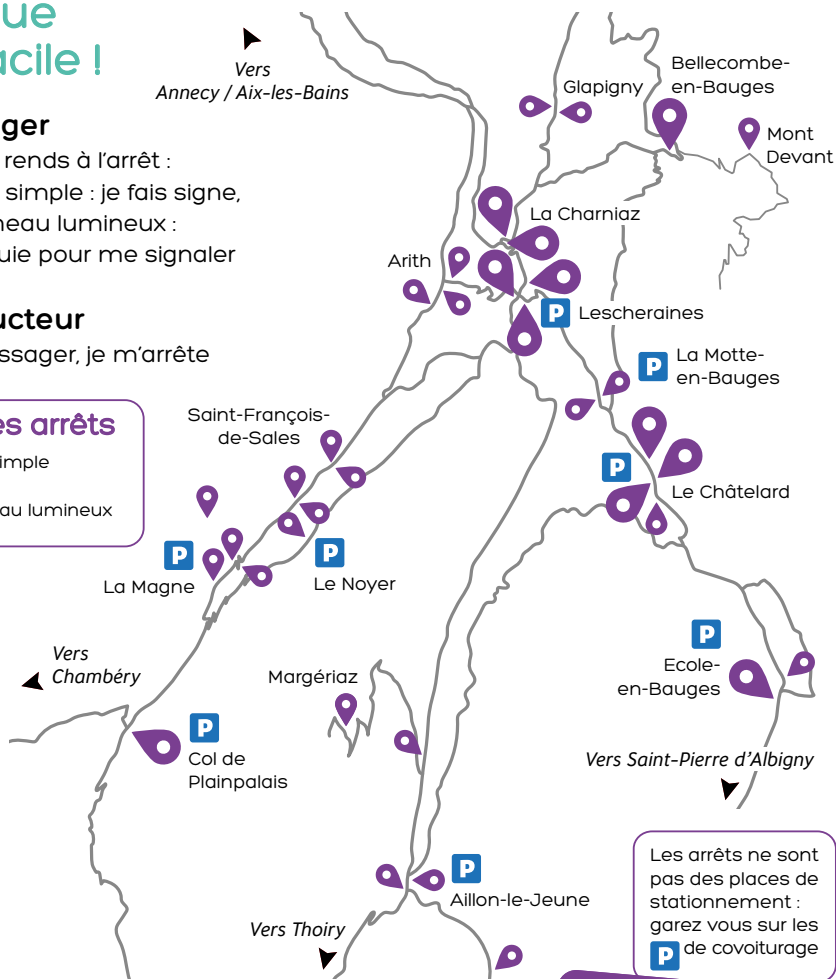 ue
acile !
Vers
Annecy / Aix-les-Bains
ger
rends à l'arrêt :
simple : je fais signe,
neau lumineux :
uie pour me signaler
ucteur
ssager, je m'arrête
es arrêts
imple
au lumineux
Glapigny
Bellecombe-
en-Bauges
Mont
Devant
La Charniaz
Arith
P Lescheraines
P La Motte-
en-Bauges
Saint-François-
de-Sales
P
Le Châtelard
P
La Magne
P
Le Noyer
Vers
Chambéry
Margériaz
P
Ecole-
en-Bauges
P
Col de
Plainpalais
Vers Saint-Pierre d'Albigny
P
Aillon-le-Jeune
Vers Thoiry
Les arrêts ne sont
pas des places de
stationnement :
garez vous sur les
P de covoiturage